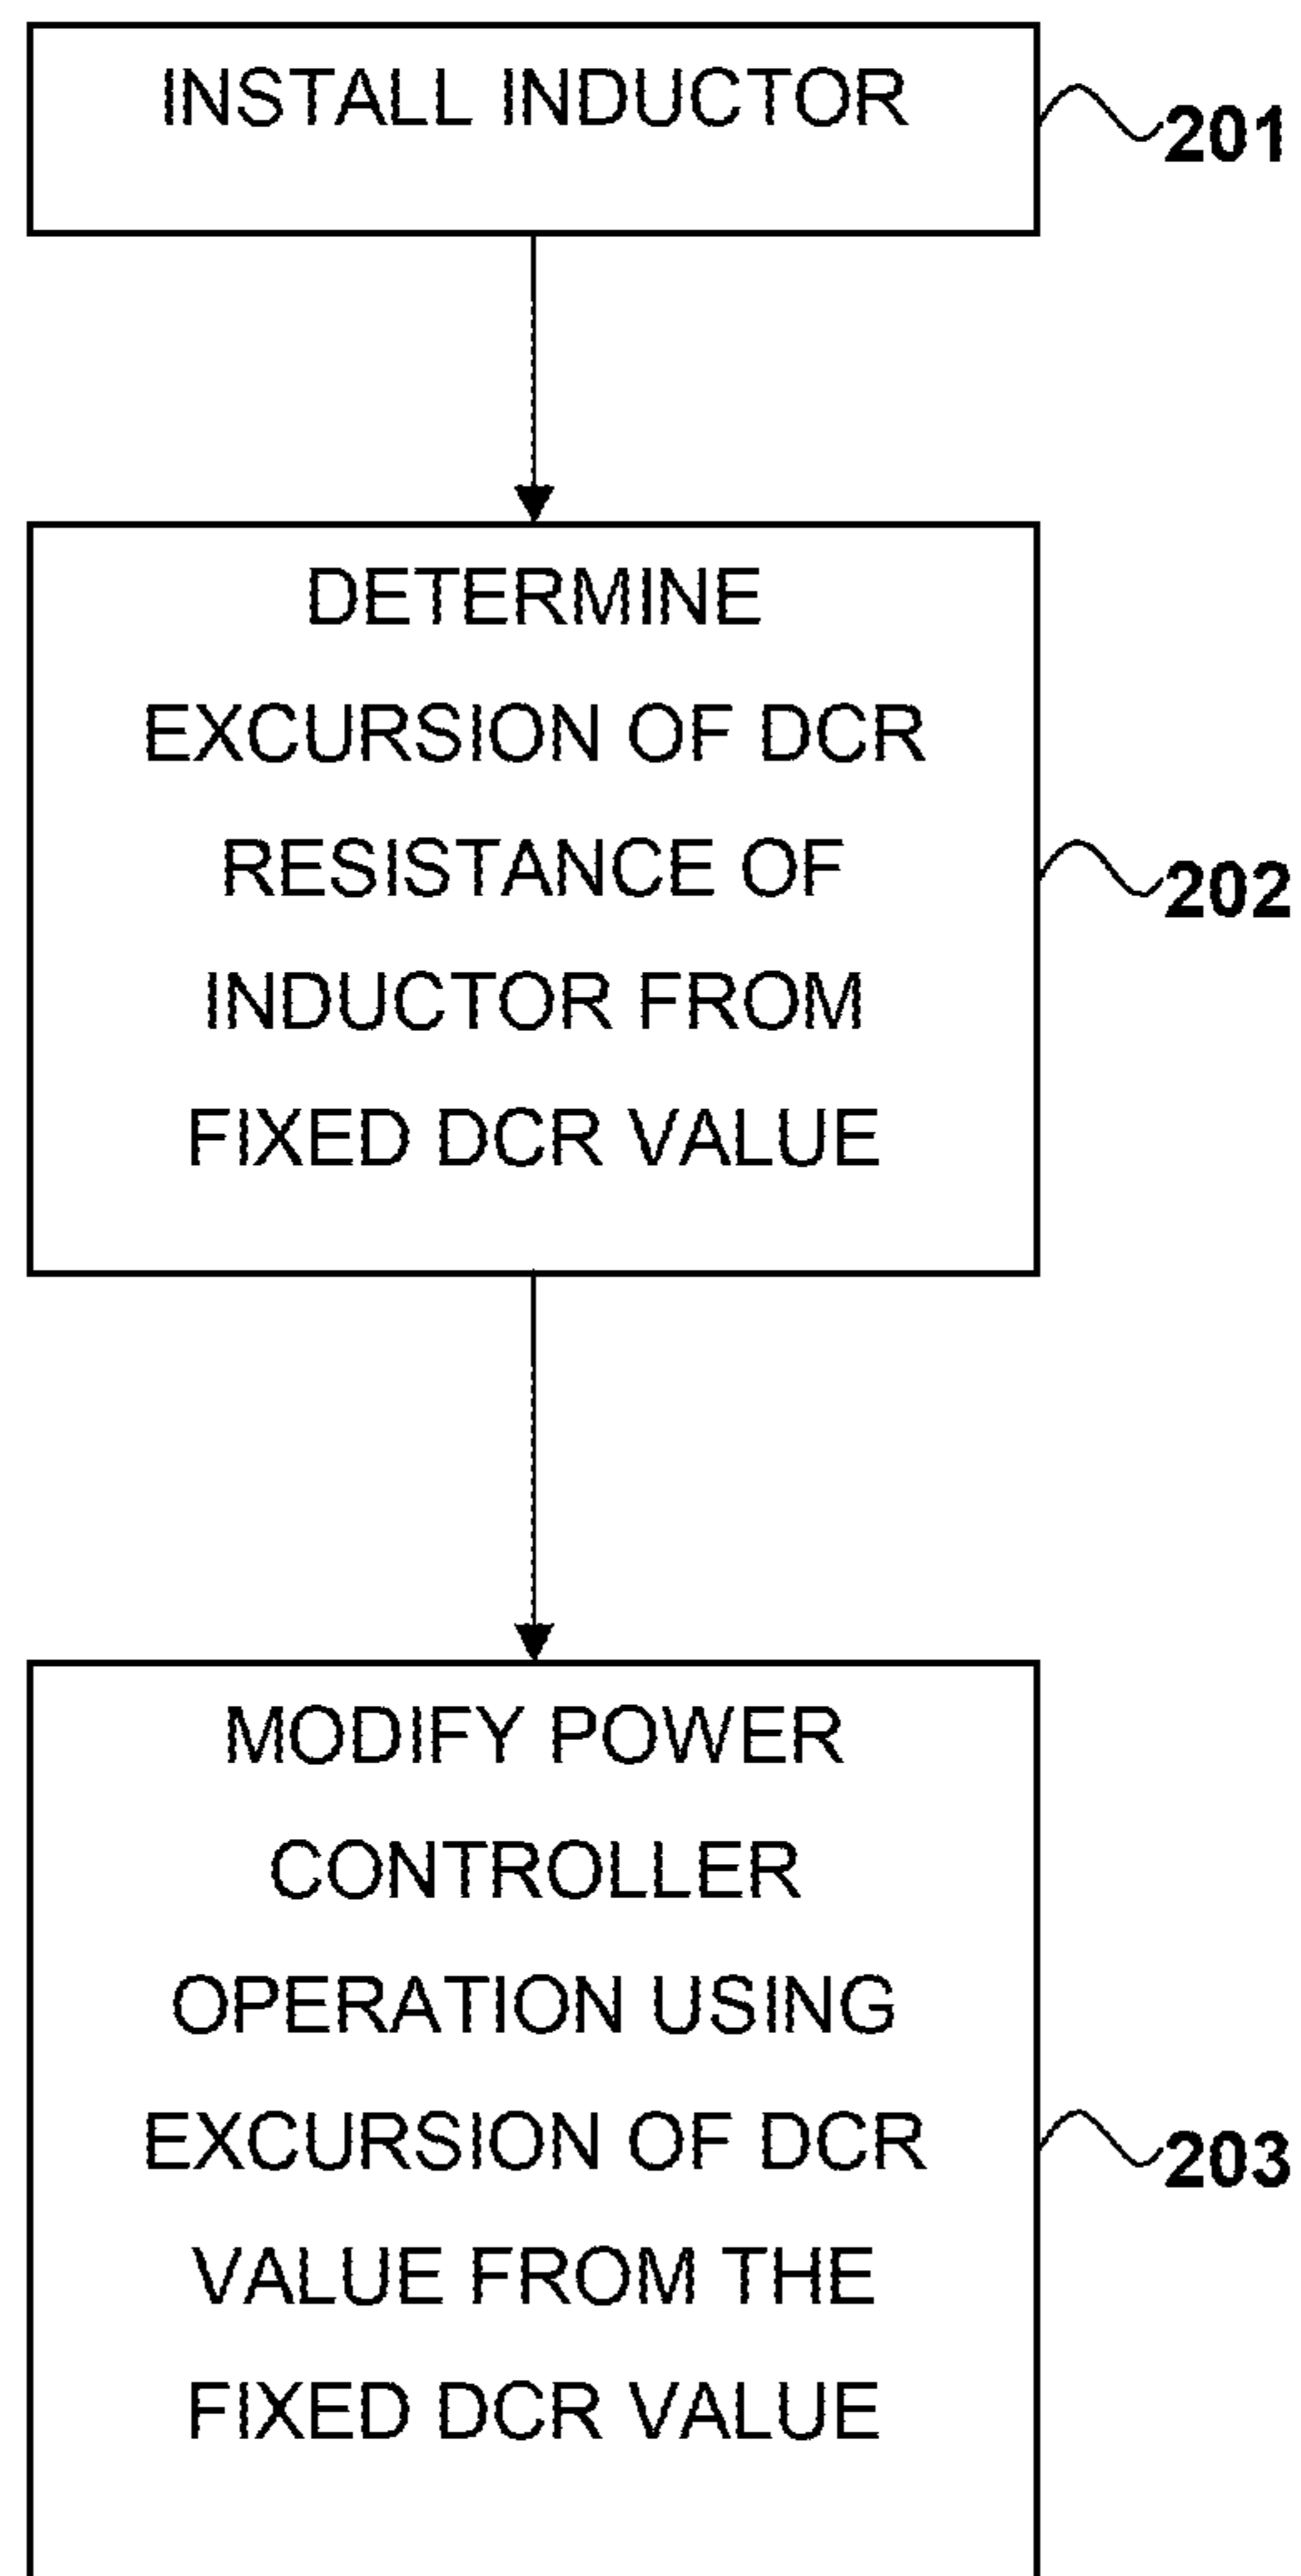 INSTALL INDUCTOR
201
DETERMINE
EXCURSION OF DCR
RESISTANCE OF
INDUCTOR FROM
FIXED DCR VALUE
202
MODIFY POWER
CONTROLLER
OPERATION USING
EXCURSION OF DCR
VALUE FROM THE
FIXED DCR VALUE
203